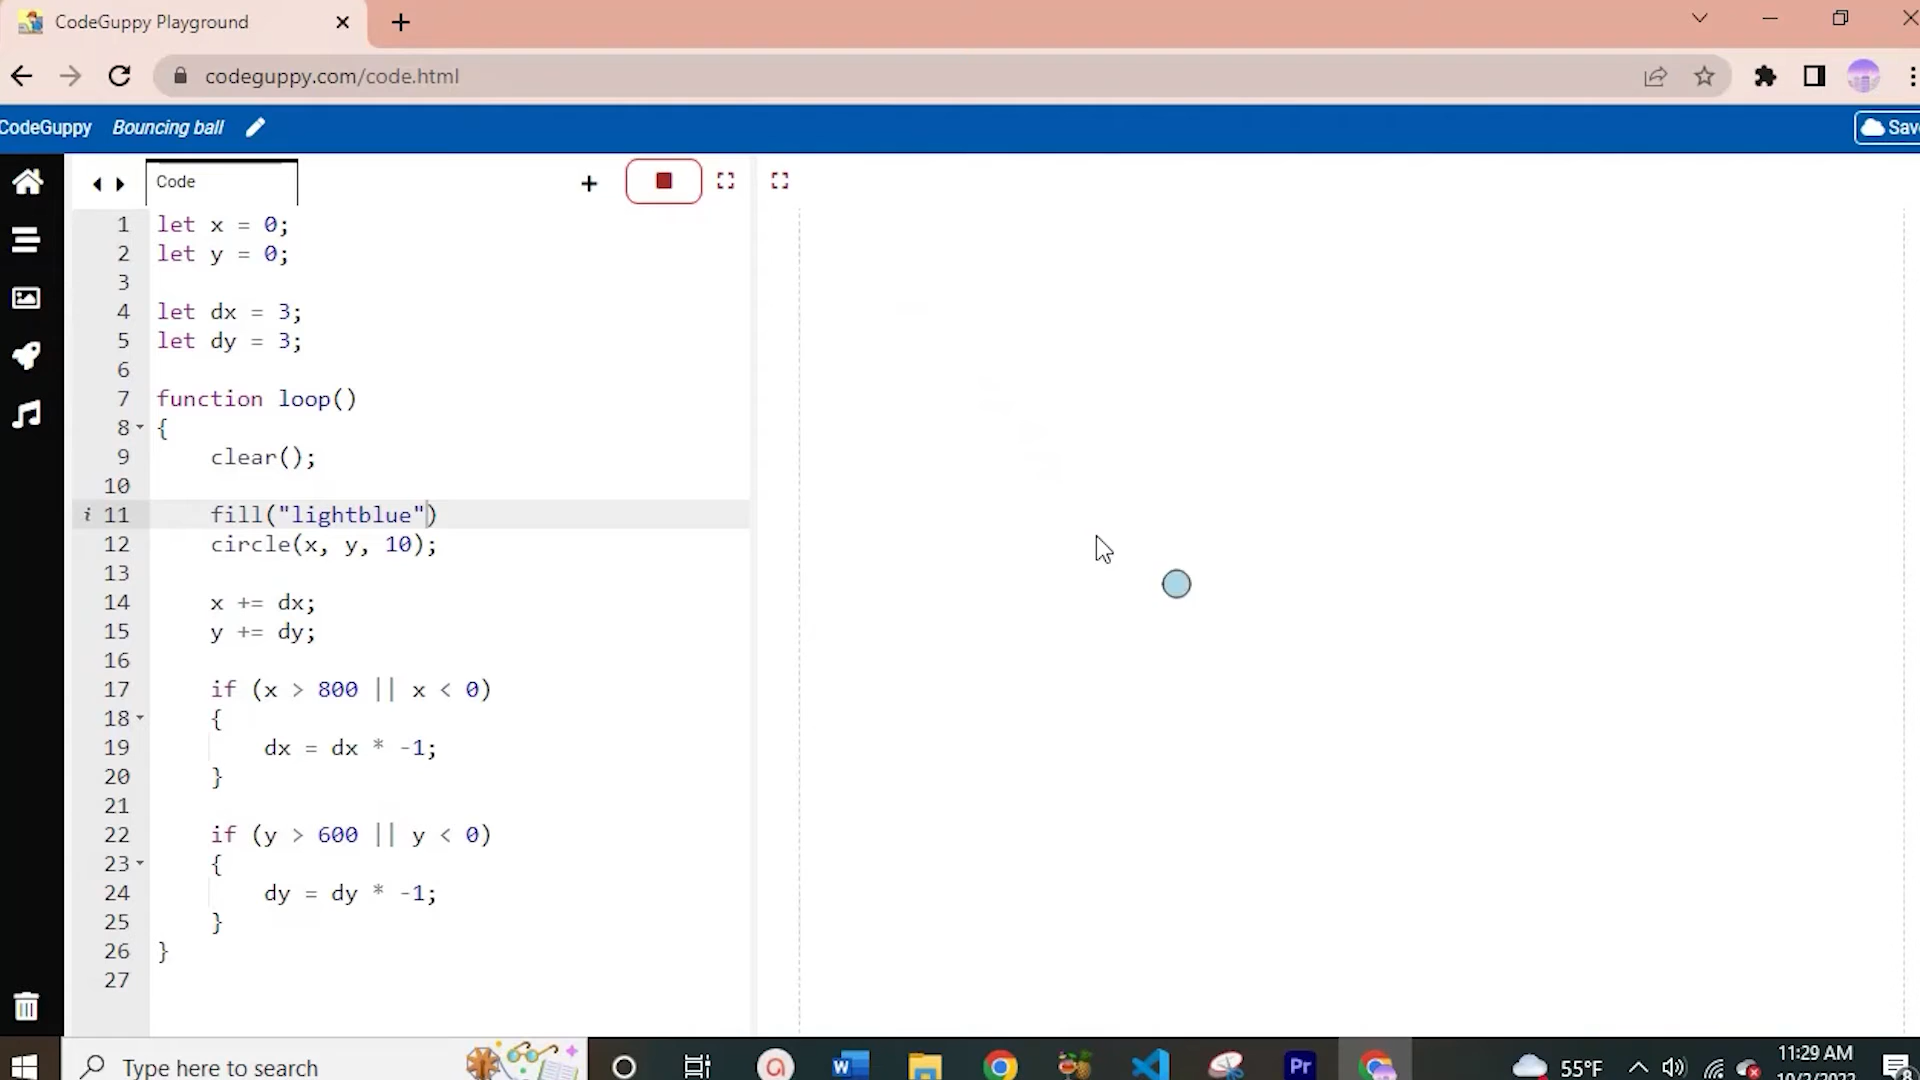 CodeGuppy Playground
codeguppy.com/code.html
CodeGuppy Bouncing ball
Save
Code
1 let x = 0;
2 let y = 0;
3
4 let dx = 3;
5 let dy = 3;
6
7 function loop()
8 {
9 clear();
10
i 11 fill("lightblue")
12 circle(x, y, 10);
13
14 x += dx;
15 y += dy;
16
17 if (x > 800 || x < 0)
18 {
19 dx = dx * -1;
20 }
21
22 if (y > 600 || y < 0)
23 {
24 dy = dy * -1;
25 }
26 }
27
Type here to search
W
Pr
55°F
11:29 AM